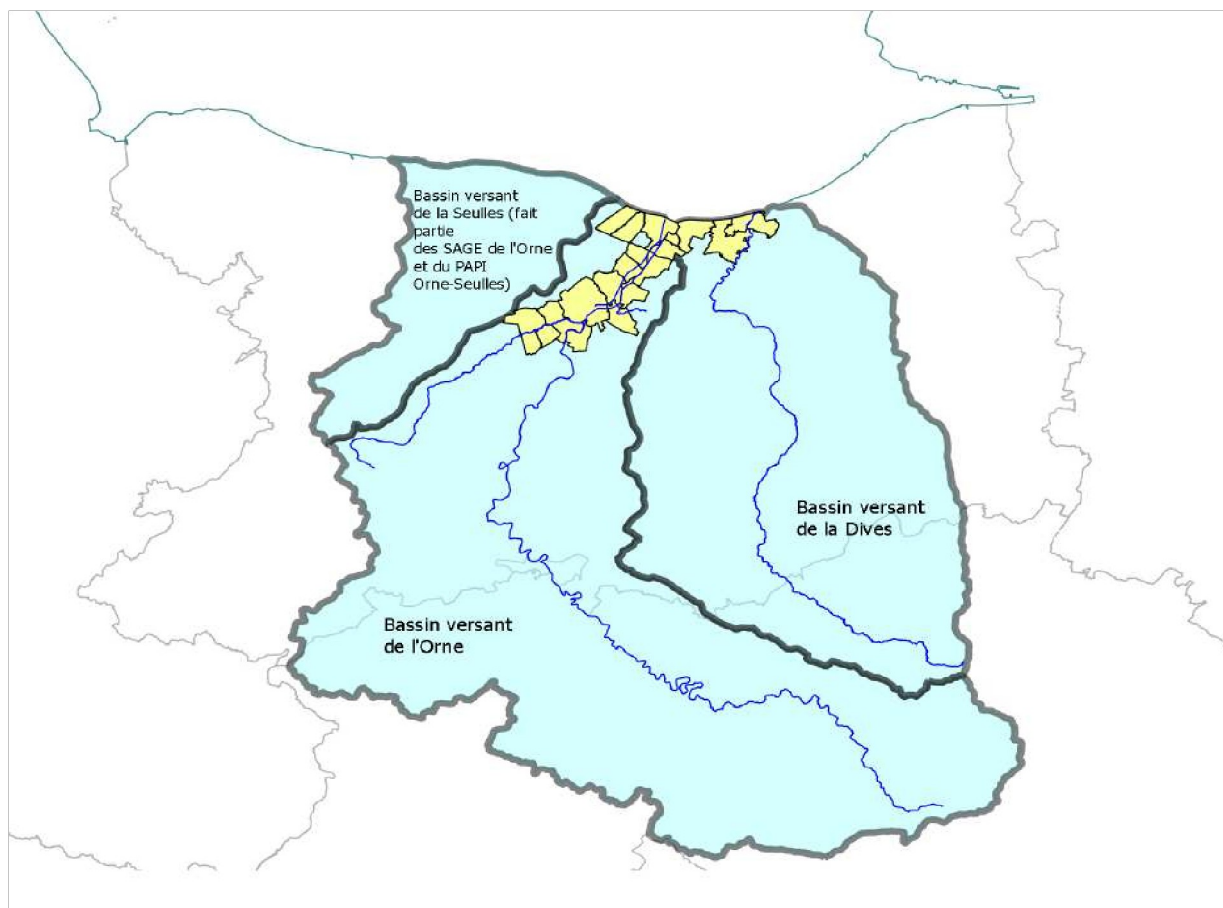 Bassin versant
de la Seulles (fait
partie
des SAGE de l'Orne
et du PAPI
Orne-Seulles)
Bassin versant
de la Dives
Bassin versant
de l'Orne